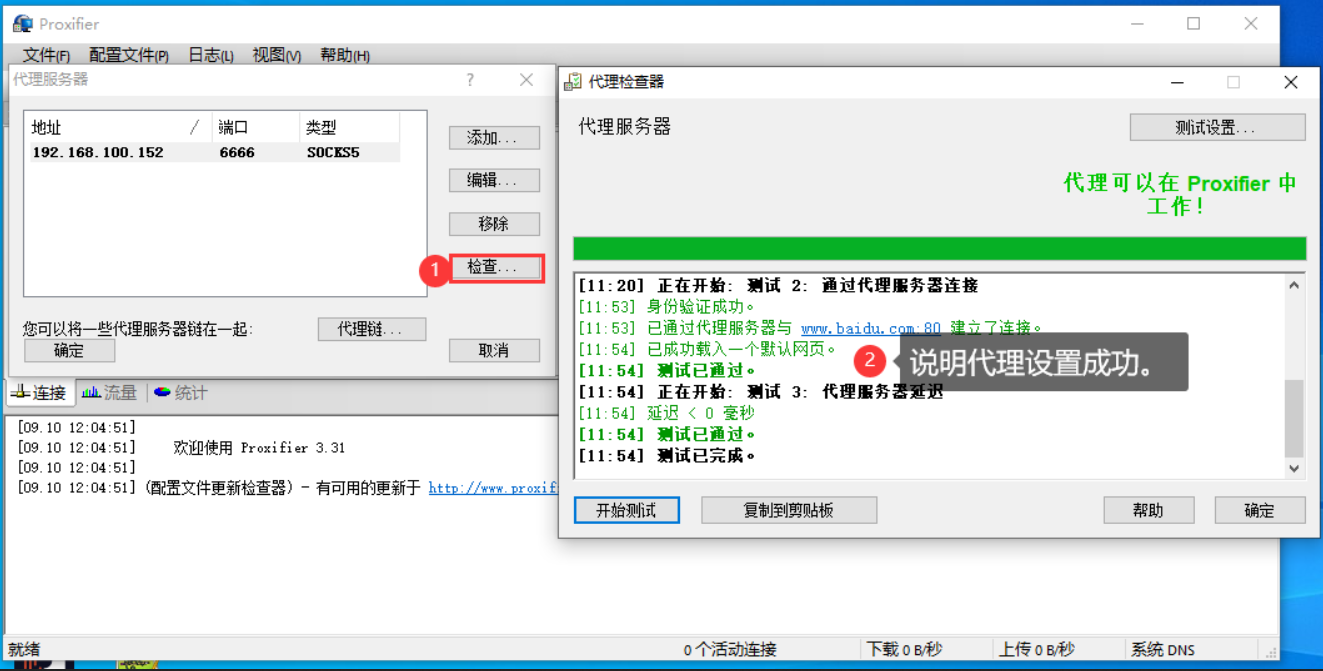 Proxifier
文件(F) 配置文件(P) 日志(L) 视图(V) 帮助(H)
代理服务器
?
地址 / 端口 类型
192.168.100.152 6666 SOCKS5
添加...
编辑...
移除
1 检查...
您可以将一些代理服务器链在一起: 代理链...
确定 取消
代理检查器
代理服务器
测试设置...
代理可以在 Proxifier 中
工作!
[11:20] 正在开始: 测试 2: 通过代理服务器连接
[11:53] 身份验证成功。
[11:53] 已通过代理服务器与 www.baidu.com:80 建立了连接。
[11:54] 已成功载入一个默认网页。
2 说明代理设置成功。
[11:54] 测试已通过。
[11:54] 正在开始: 测试 3: 代理服务器延迟
[11:54] 延迟 < 0 毫秒
[11:54] 测试已通过。
[11:54] 测试已完成。
开始测试 复制到剪贴板 帮助 确定
连接 流量 统计
[09.10 12:04:51]
[09.10 12:04:51] 欢迎使用 Proxifier 3.31
[09.10 12:04:51]
[09.10 12:04:51] (配置文件更新检查器) - 有可用的更新于 http://www.proxif
就绪 0 个活动连接 下载 0 B/秒 上传 0 B/秒 系统 DNS